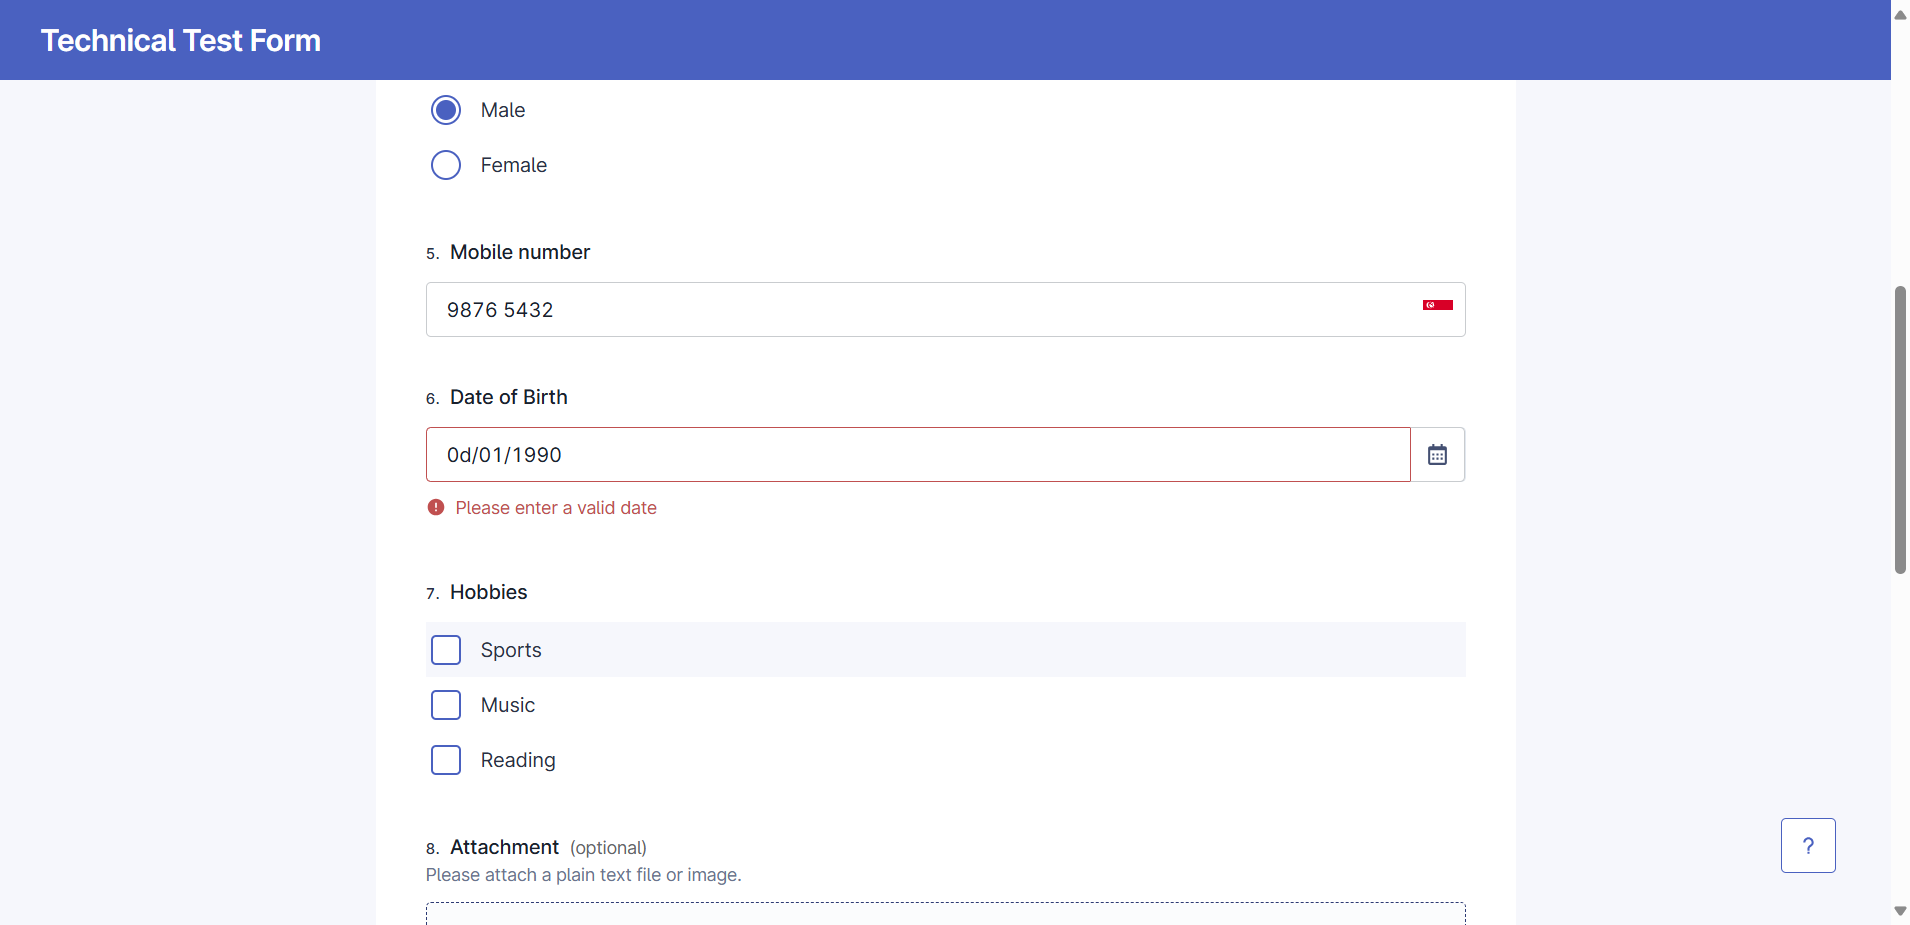 Technical Test Form
Male
Female
5. Mobile number
9876 5432
6. Date of Birth
0d/01/1990
Please enter a valid date
7. Hobbies
Sports
Music
Reading
8. Attachment (optional)
Please attach a plain text file or image.
?